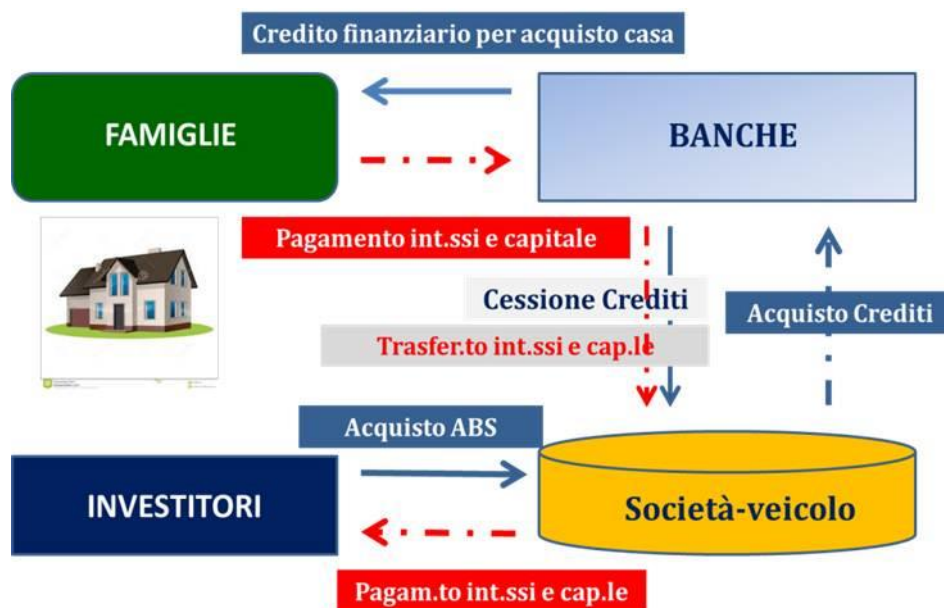 Credito finanziario per acquisto casa
FAMIGLIE
BANCHE
Pagamento int.ssi e capitale
Cessione Crediti
Acquisto Crediti
Trasfer.to int.ssi e cap.le
Acquisto ABS
INVESTITORI
Società-veicolo
Pagam.to int.ssi e cap.le